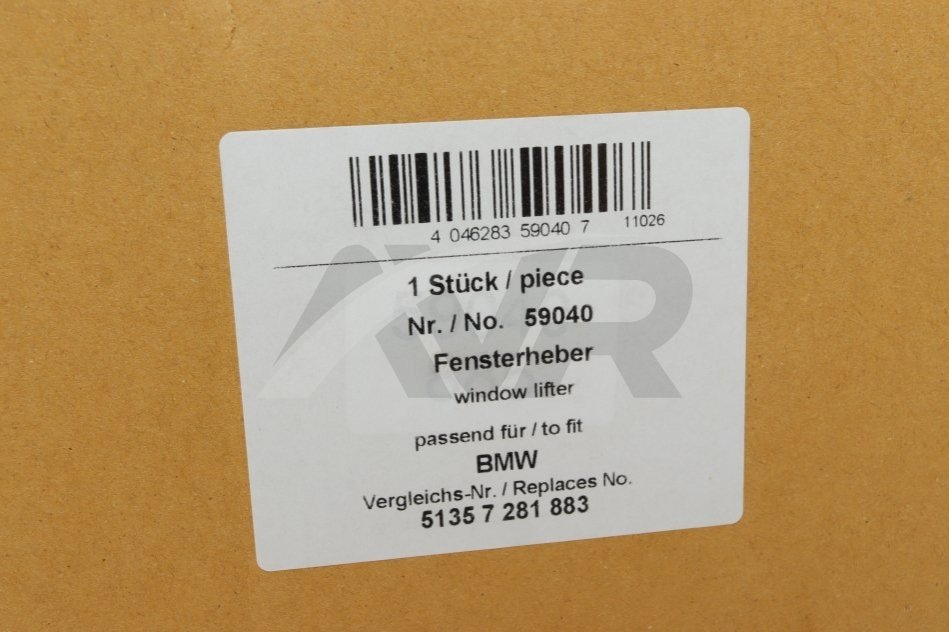 4 046283 59040 7 11026
1 Stück / piece
Nr. / No. 59040
Fensterheber
window lifter
passend für / to fit
BMW
Vergleichs-Nr. / Replaces No.
5135 7 281 883